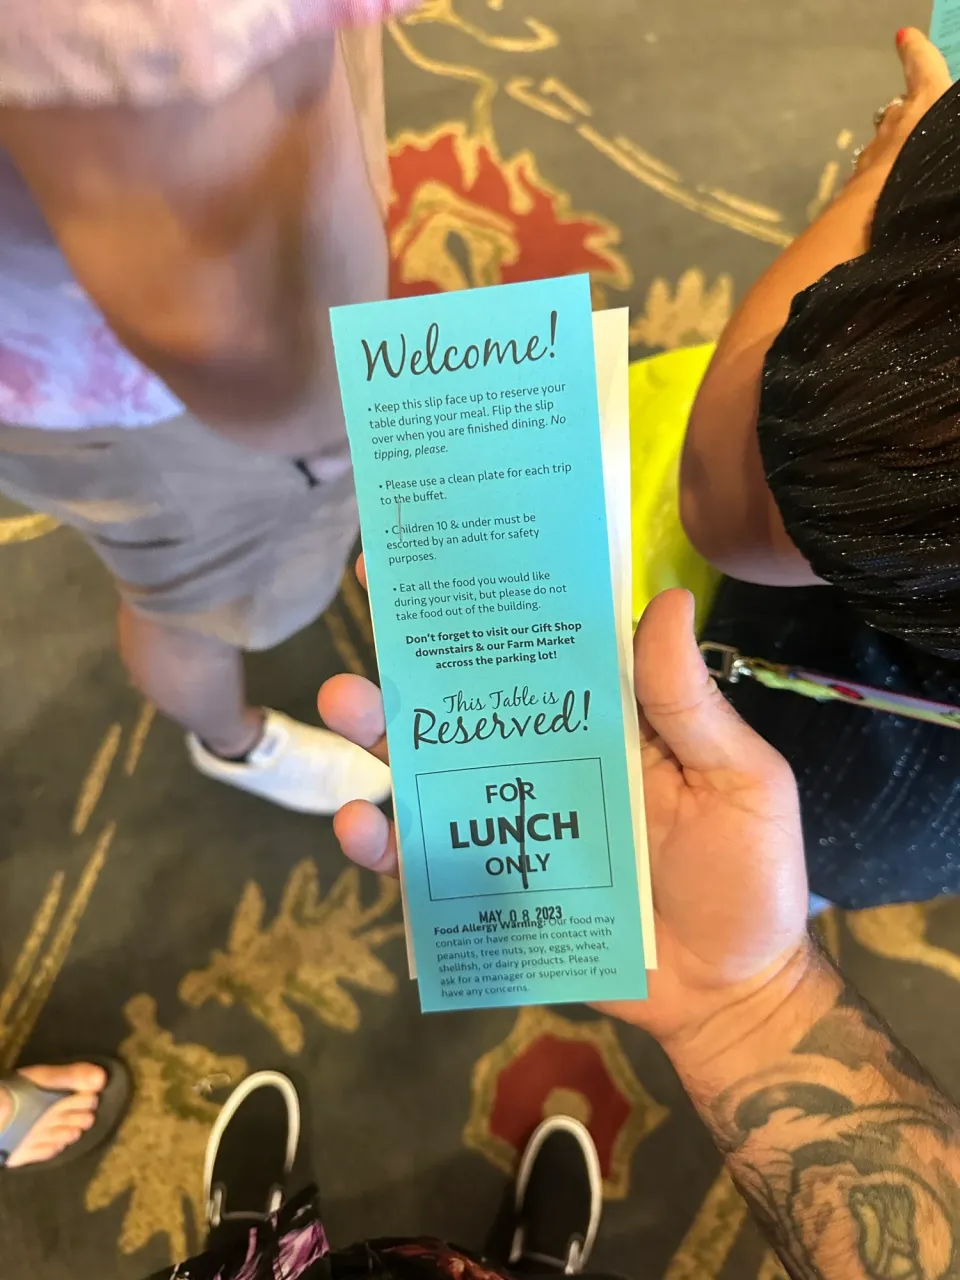 Welcome!
• Keep this slip face up to reserve your
table during your meal. Flip the slip
over when you are finished dining. No
tipping, please.
• Please use a clean plate for each trip
to the buffet.
• Children 10 & under must be
escorted by an adult for safety
purposes.
• Eat all the food you would like
during your visit, but please do not
take food out of the building.
Don't forget to visit our Gift Shop
downstairs & our Farm Market
accross the parking lot!
This Table is
Reserved!
FOR
LUNCH
ONLY
MAY 08 2023
Food Allergy Warning: Our food may
contain or have come in contact with
peanuts, tree nuts, soy, eggs, wheat,
shellfish, or dairy products. Please
ask for a manager or supervisor if you
have any concerns.